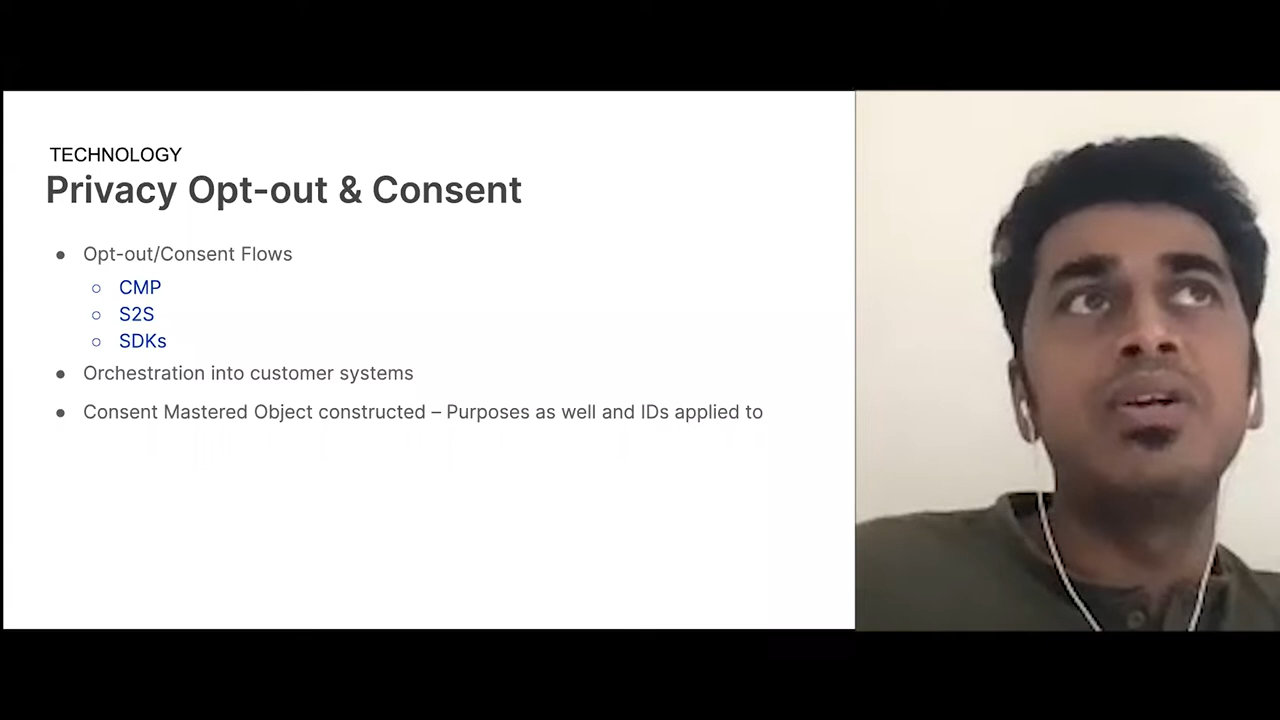 TECHNOLOGY
Privacy Opt-out & Consent
● Opt-out/Consent Flows
○ CMP
○ S2S
○ SDKs
● Orchestration into customer systems
● Consent Mastered Object constructed – Purposes as well and IDs applied to